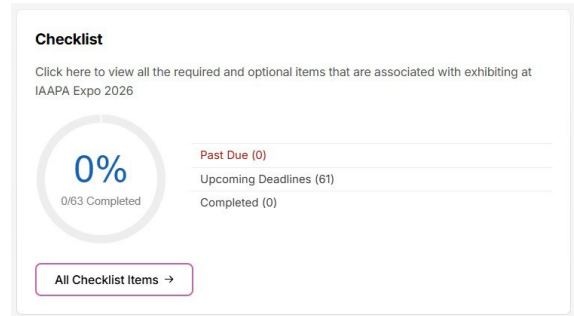 Checklist
Click here to view all the required and optional items that are associated with exhibiting at
IAAPA Expo 2026
0%
0/63 Completed
Past Due (0)
Upcoming Deadlines (61)
Completed (0)
All Checklist Items →